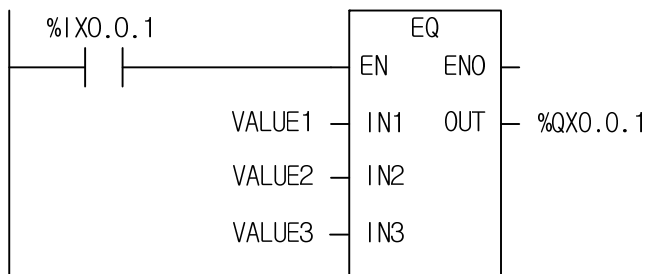 %IX0.0.1
EQ
EN ENO
VALUE1 IN1 OUT %QX0.0.1
VALUE2 IN2
VALUE3 IN3